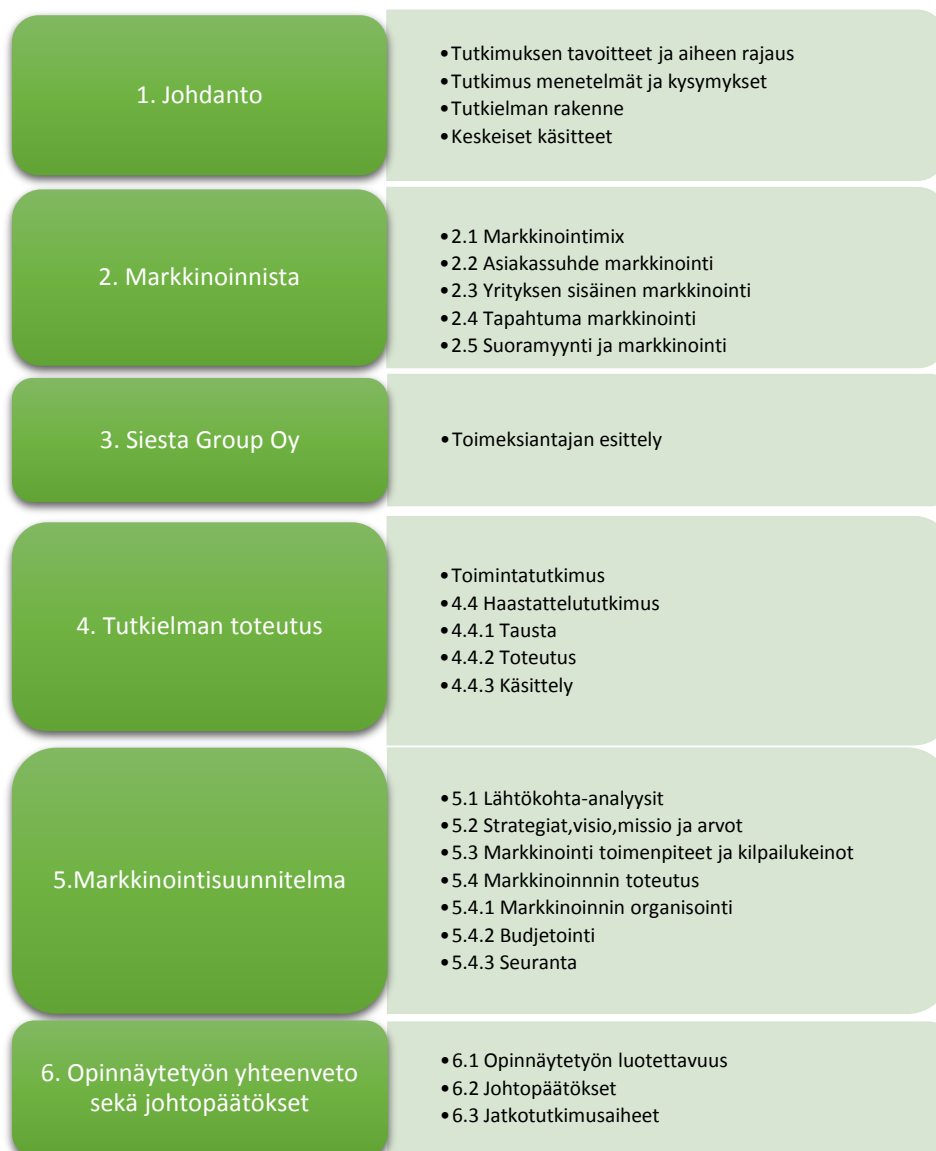 1. Johdanto
•Tutkimuksen tavoitteet ja aiheen rajaus
•Tutkimus menetelmät ja kysymykset
•Tutkielman rakenne
•Keskeiset käsitteet
2. Markkinoinnista
•2.1 Markkinointimix
•2.2 Asiakassuhde markkinointi
•2.3 Yrityksen sisäinen markkinointi
•2.4 Tapahtuma markkinointi
•2.5 Suoramyynti ja markkinointi
3. Siesta Group Oy
•Toimeksiantajan esittely
4. Tutkielman toteutus
•Toimintatutkimus
•4.4 Haastattelututkimus
•4.4.1 Tausta
•4.4.2 Toteutus
•4.4.3 Käsittely
5.Markkinointisuunnitelma
•5.1 Lähtökohta-analyysit
•5.2 Strategiat,visio,missio ja arvot
•5.3 Markkinointi toimenpiteet ja kilpailukeinot
•5.4 Markkinoinnnin toteutus
•5.4.1 Markkinoinnin organisointi
•5.4.2 Budjetointi
•5.4.3 Seuranta
6. Opinnäytetyön yhteenveto
sekä johtopäätökset
•6.1 Opinnäytetyön luotettavuus
•6.2 Johtopäätökset
•6.3 Jatkotutkimusaiheet